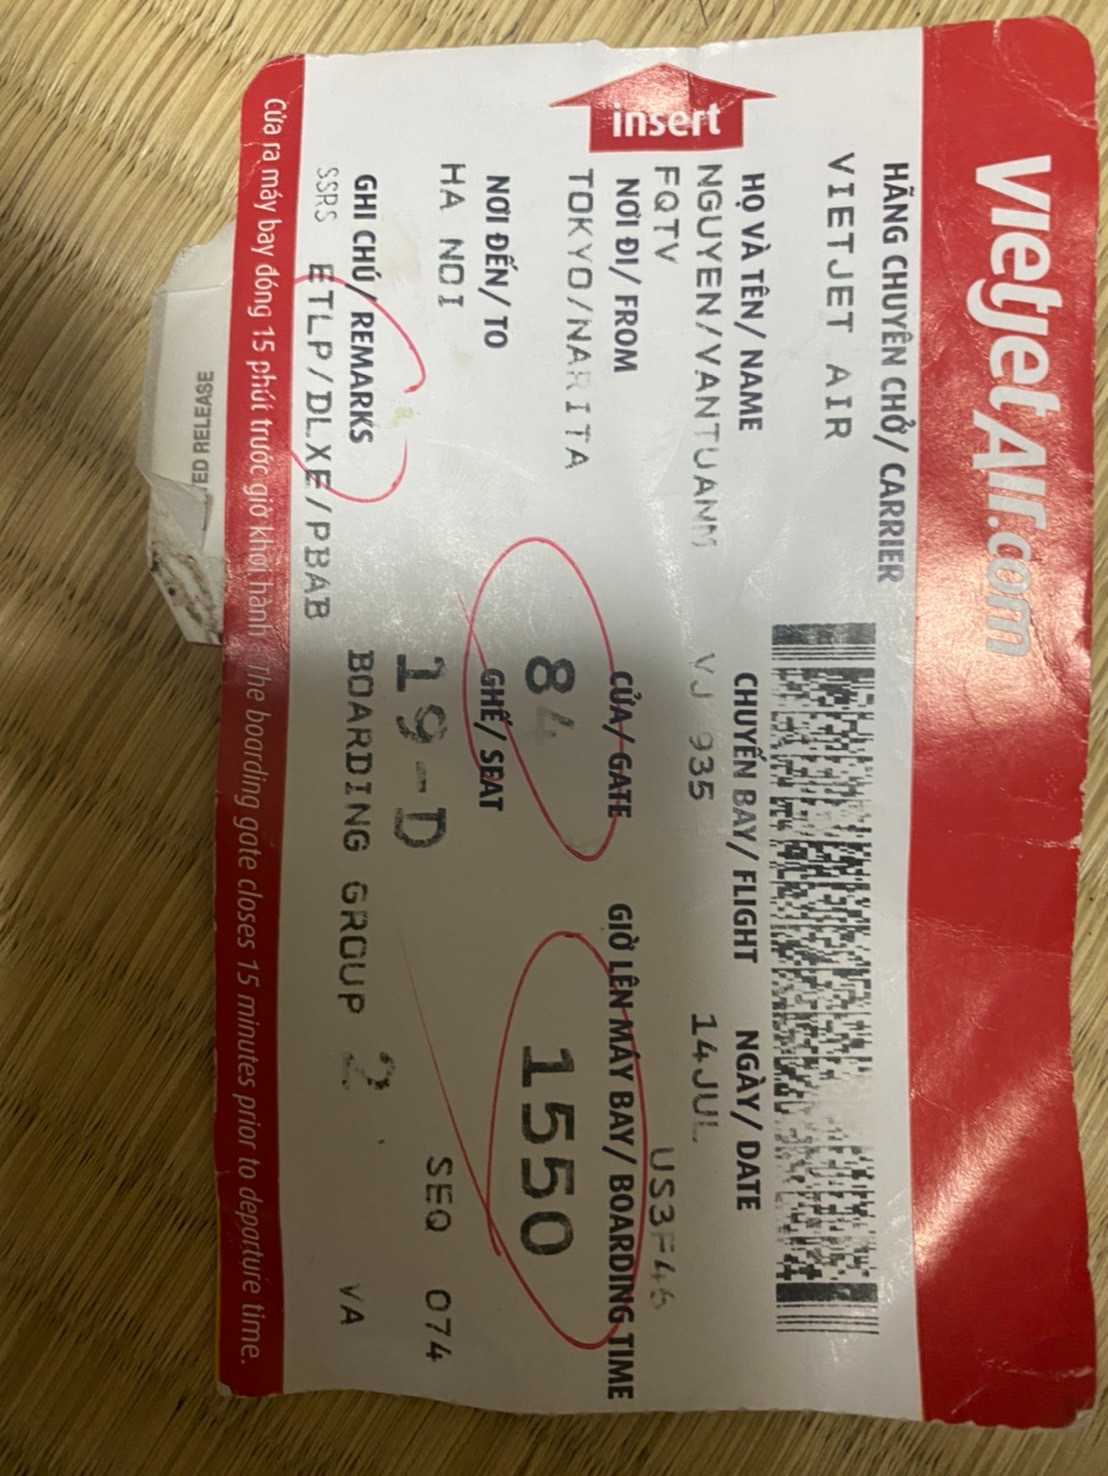 VietjetAir.com
HÃNG CHUYÊN CHỞ/ CARRIER
VIETJET AIR
HỌ VÀ TÊN/ NAME
NGUYEN/VANTUANM
FQTV
CHUYẾN BAY/ FLIGHT
VJ 935
NGÀY/ DATE
14JUL
US3F46
insert
NƠI ĐI/ FROM
TOKYO/NARITA
CỬA/ GATE
84
GIỜ LÊN MÁY BAY/ BOARDING TIME
1550
NƠI ĐẾN/ TO
HA NOI
GHẾ/ SEAT
19-D
SEQ 074
GHI CHÚ/ REMARKS
BOARDING GROUP 2
VA
SSRS ETLP/DLXE/PBAB
Cửa ra máy bay đóng 15 phút trước giờ khởi hành The boarding gate closes 15 minutes prior to departure time.
RELEASE